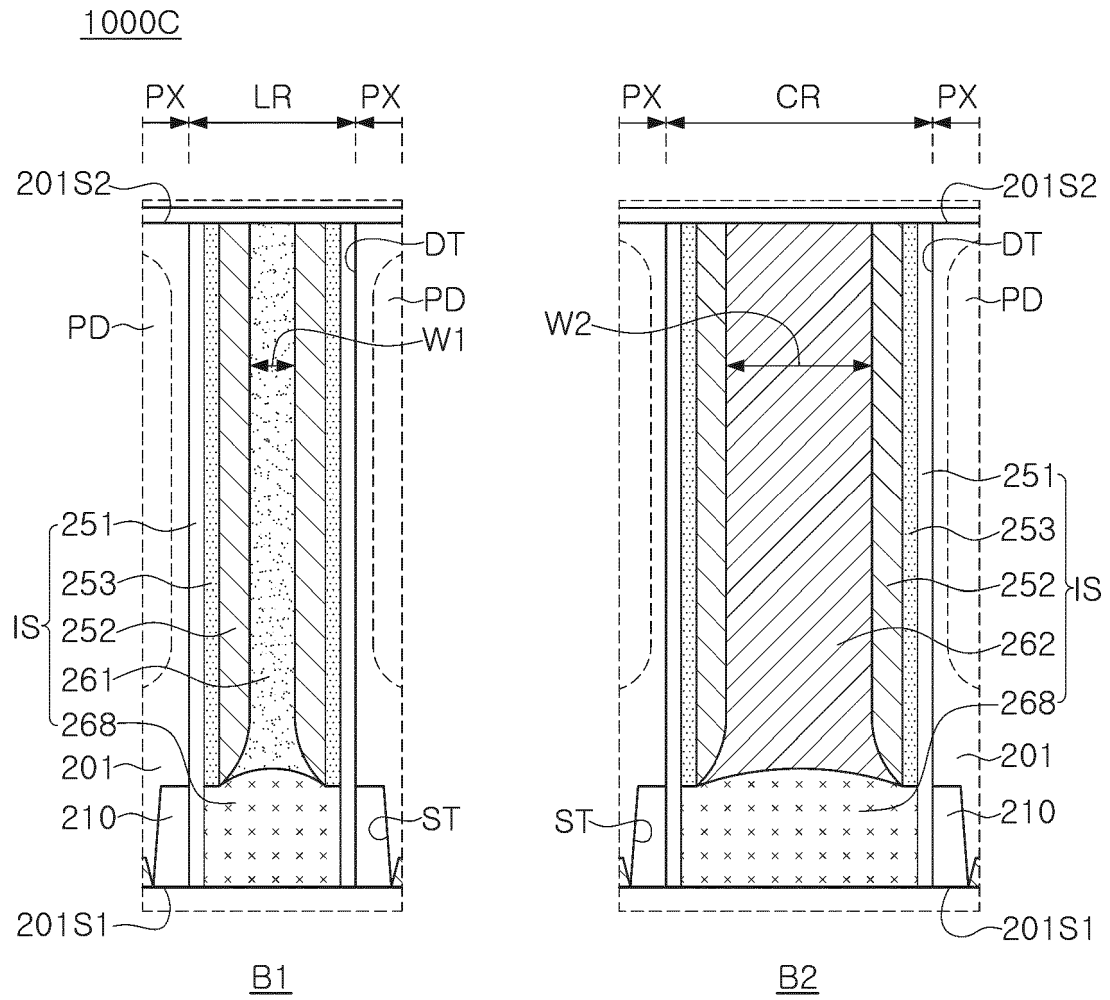 1000C
PX LR PX
PX CR PX
201S2
201S2
DT
DT
PD
PD
PD
W1
W2
251
251
253
253
IS
252
252
IS
261
262
268
268
201
201
210
ST
ST
210
201S1
201S1
B1
B2